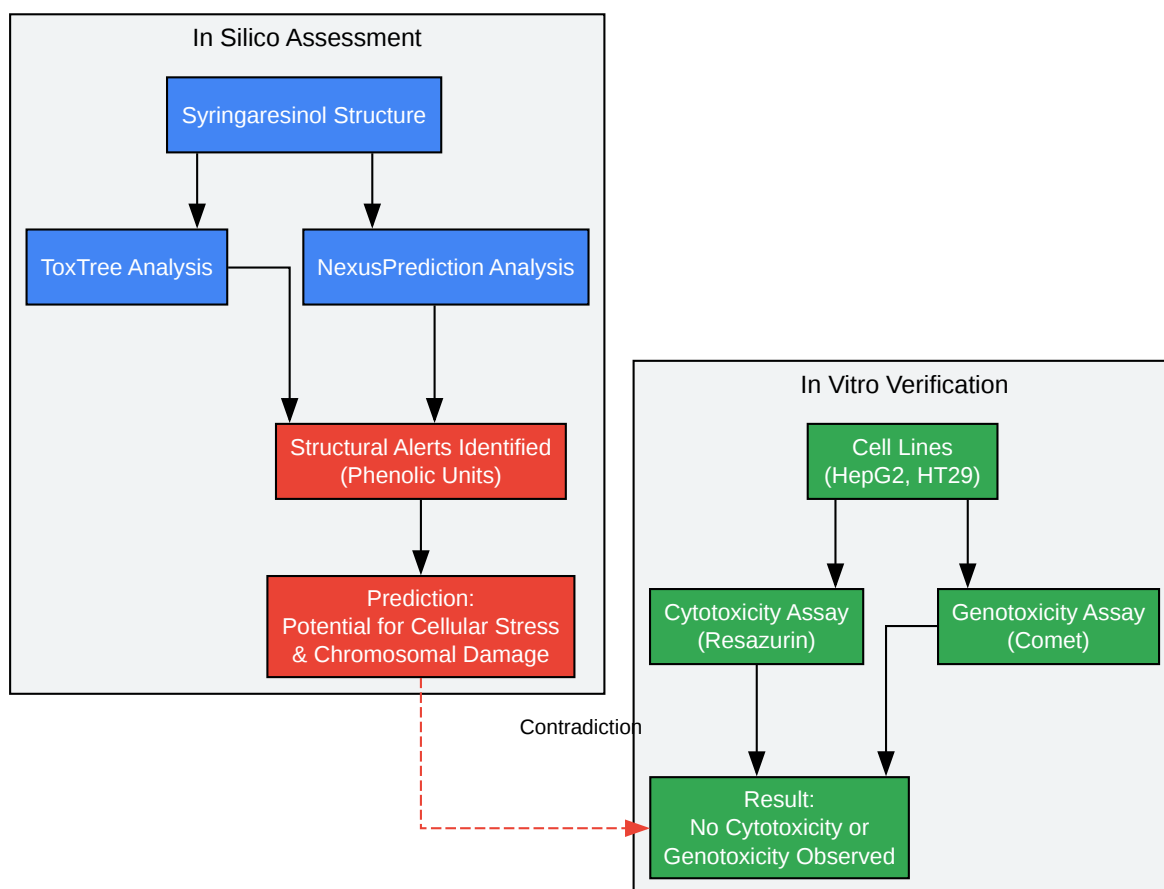 In Silico Assessment
Syringaresinol Structure
ToxTree Analysis
NexusPrediction Analysis
Structural Alerts Identified
(Phenolic Units)
Prediction:
Potential for Cellular Stress
& Chromosomal Damage
Contradiction
In Vitro Verification
Cell Lines
(HepG2, HT29)
Cytotoxicity Assay
(Resazurin)
Genotoxicity Assay
(Comet)
Result:
No Cytotoxicity or
Genotoxicity Observed